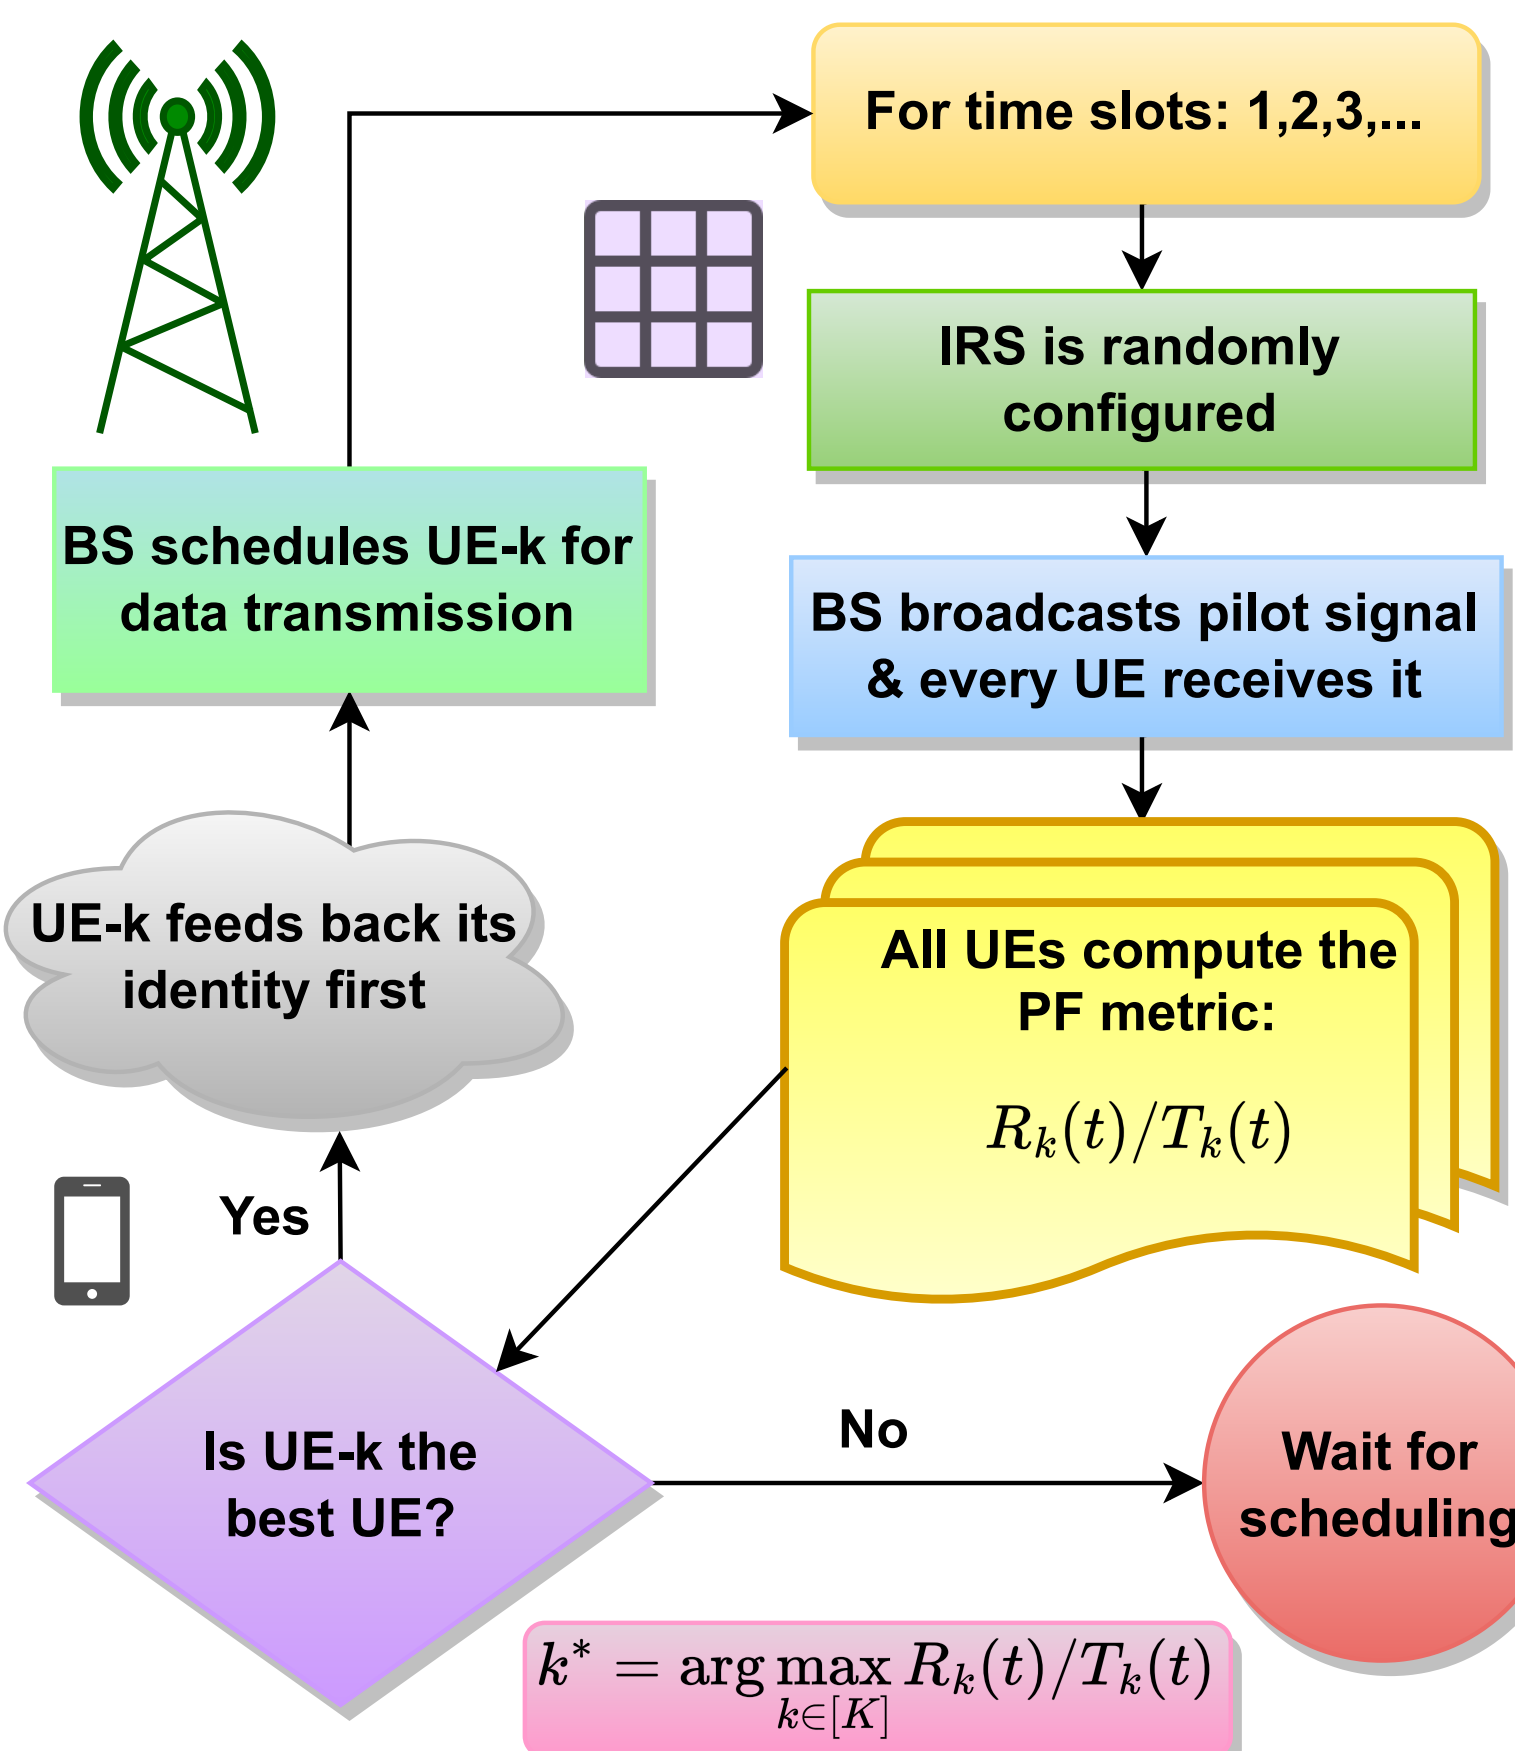 For time slots: 1,2,3,...
IRS is randomly
configured
BS schedules UE-k for
data transmission
BS broadcasts pilot signal
& every UE receives it
UE-k feeds back its
identity first
All UEs compute the
PF metric:
R_k(t)/T_k(t)
Yes
Is UE-k the
best UE?
No
Wait for
scheduling
k^* = arg max_{k∈[K]} R_k(t)/T_k(t)